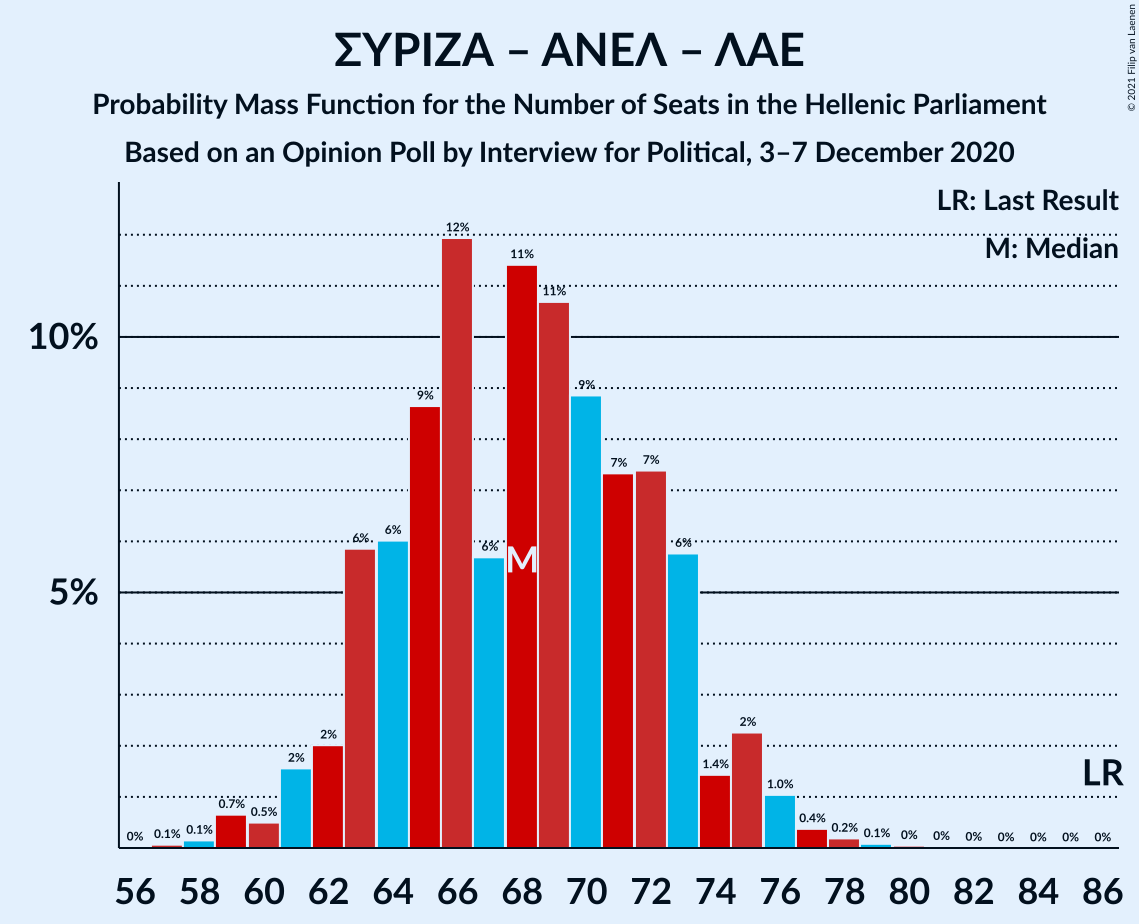 ΣΥΡΙΖΑ – ΑΝΕΛ – ΛΑΕ
Probability Mass Function for the Number of Seats in the Hellenic Parliament
Based on an Opinion Poll by Interview for Political, 3–7 December 2020
© 2021 Filip van Laenen
LR: Last Result
M: Median
10%
5%
0% 0.1% 0.1% 0.7% 0.5% 2% 2% 6% 6% 9% 12% 6% 11% 11% 9% 7% 7% 6% 1.4% 2% 1.0% 0.4% 0.2% 0.1% 0% 0% 0% 0% 0% 0% 0%
M
LR
56 58 60 62 64 66 68 70 72 74 76 78 80 82 84 86